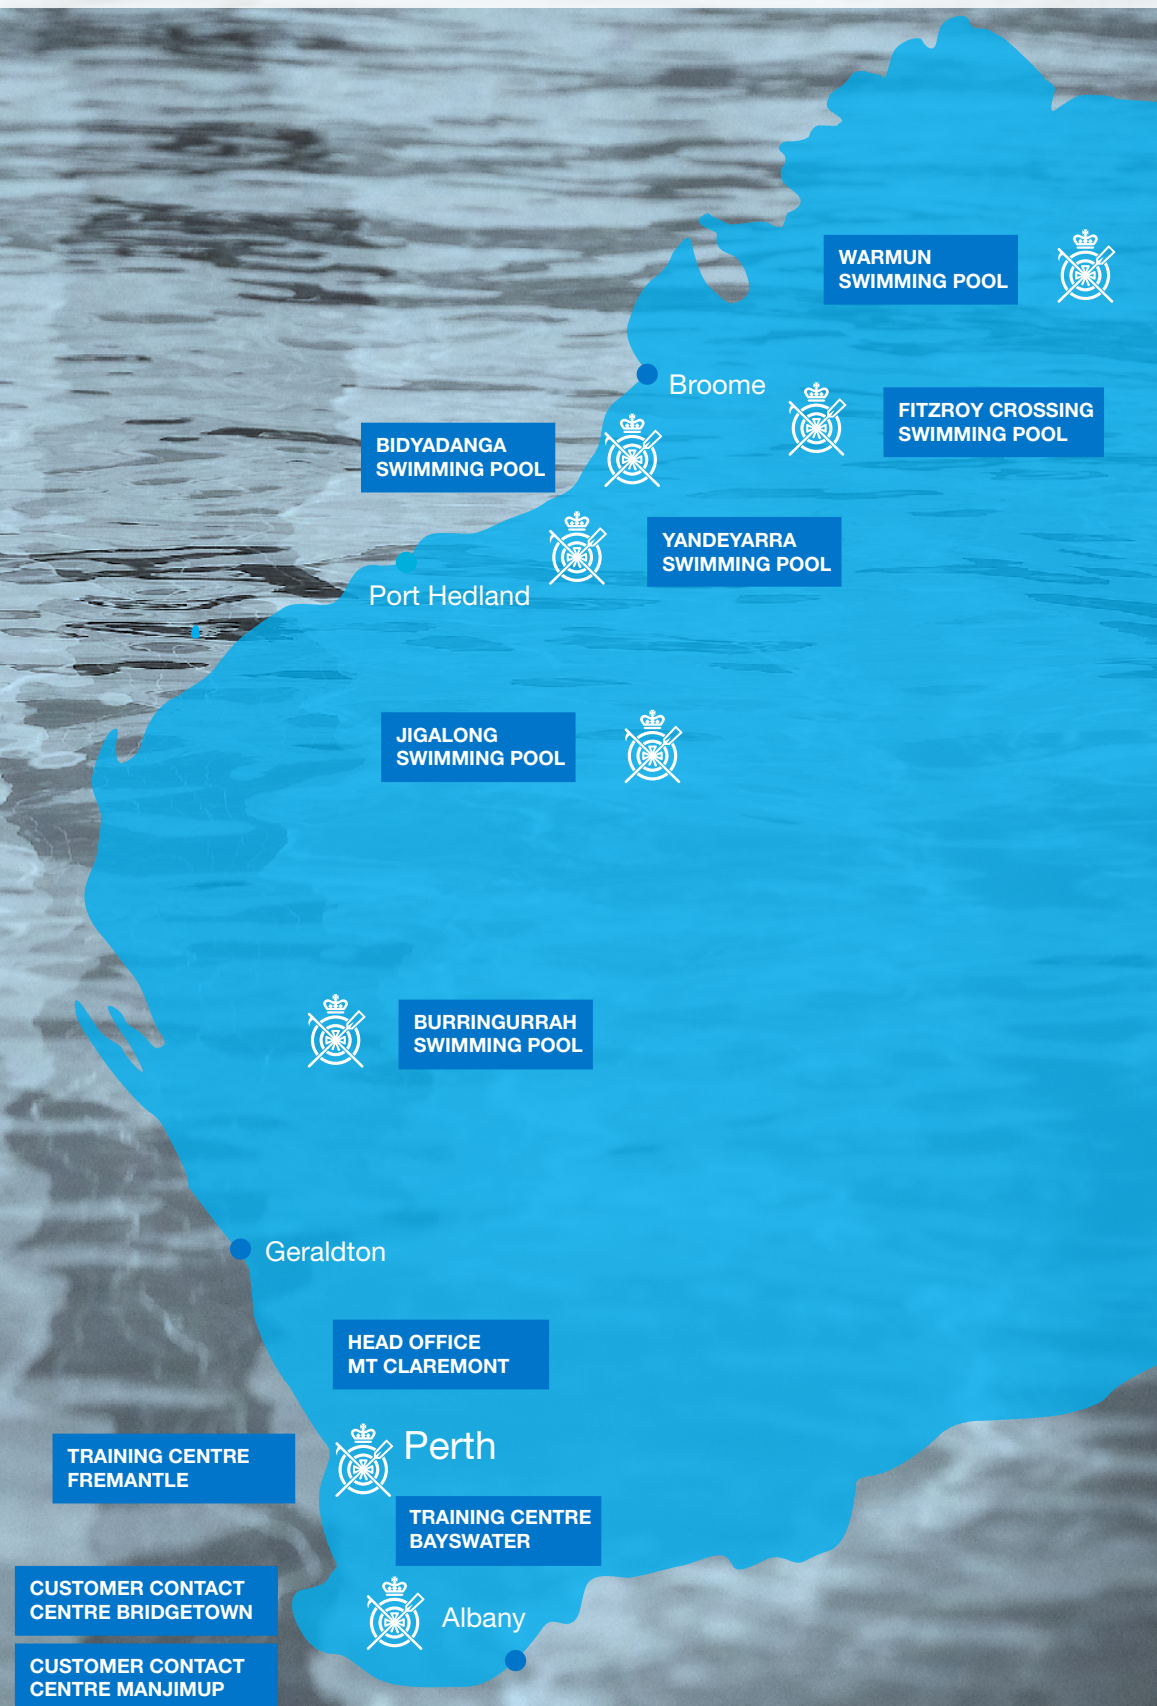 WARMUN
SWIMMING POOL
Broome
FITZROY CROSSING
SWIMMING POOL
BIDYADANGA
SWIMMING POOL
YANDEYARRA
SWIMMING POOL
Port Hedland
JIGALONG
SWIMMING POOL
BURRINGURRAH
SWIMMING POOL
Geraldton
HEAD OFFICE
MT CLAREMONT
Perth
TRAINING CENTRE
FREMANTLE
TRAINING CENTRE
BAYSWATER
CUSTOMER CONTACT
CENTRE BRIDGETOWN
Albany
CUSTOMER CONTACT
CENTRE MANJIMUP